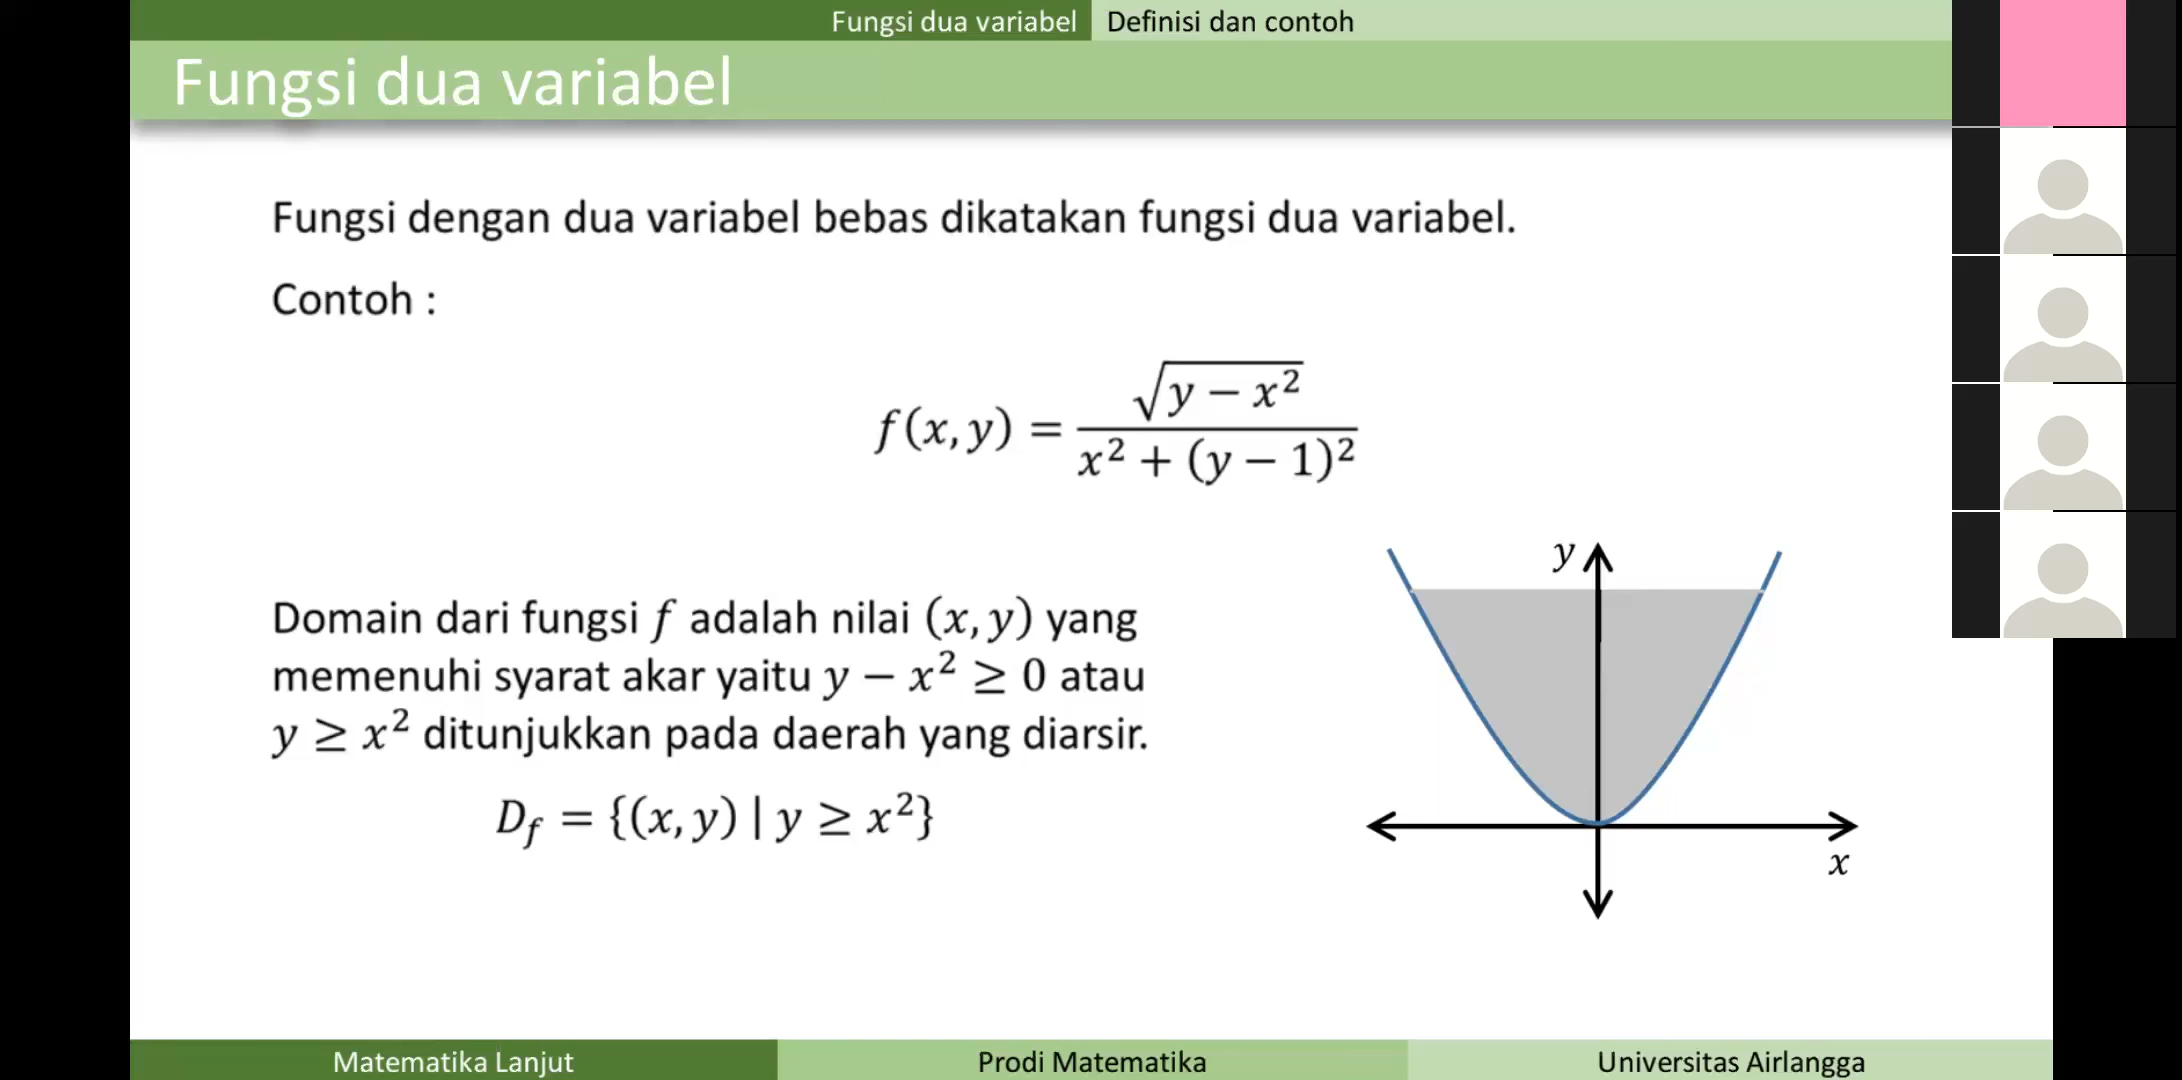 Fungsi dua variabel Definisi dan contoh
Fungsi dua variabel
Fungsi dengan dua variabel bebas dikatakan fungsi dua variabel.
Contoh :
f(x, y) = √(y − x²) / (x² + (y − 1)²)
Domain dari fungsi f adalah nilai (x, y) yang
memenuhi syarat akar yaitu y − x² ≥ 0 atau
y ≥ x² ditunjukkan pada daerah yang diarsir.
D_f = {(x, y) | y ≥ x²}
y
x
Matematika Lanjut Prodi Matematika Universitas Airlangga